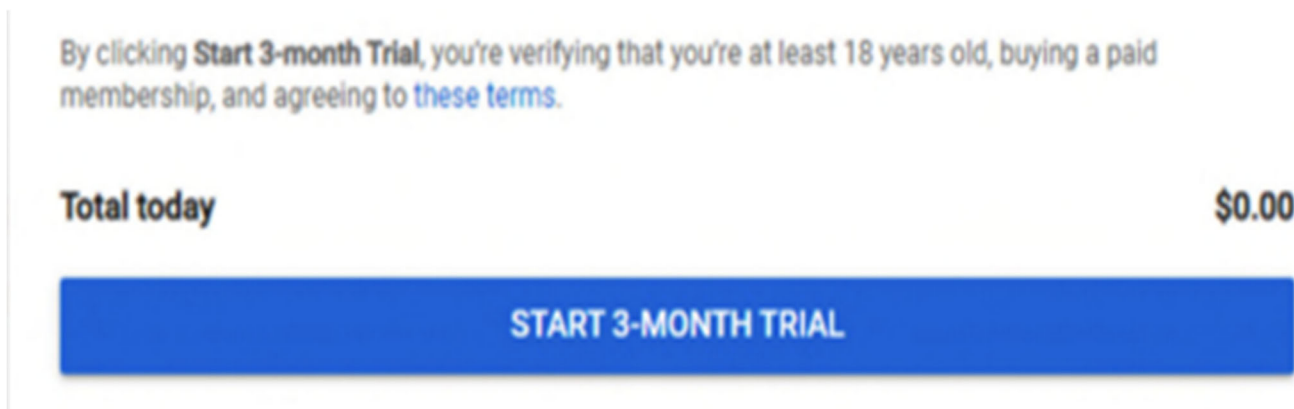 By clicking Start 3-month Trial, you're verifying that you're at least 18 years old, buying a paid
membership, and agreeing to these terms.
Total today $0.00
START 3-MONTH TRIAL